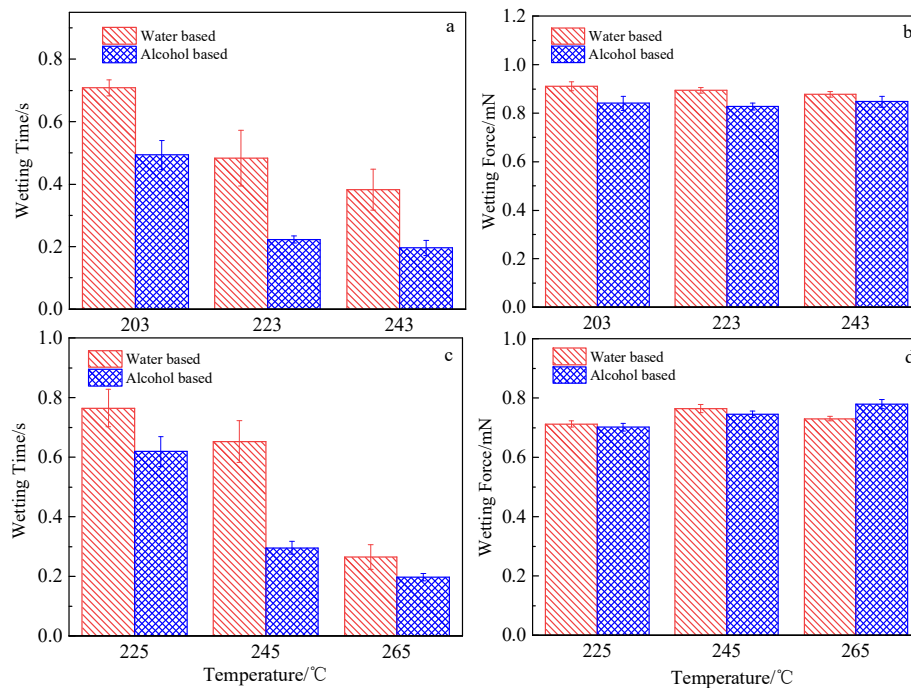 a
Water based
Alcohol based
0.8
0.6
0.4
0.2
0.0
Wetting Time/s
203
223
243
b
Water based
Alcohol based
1.2
1.0
0.8
0.6
0.4
0.2
0.0
Wetting Force/mN
203
223
243
c
Water based
Alcohol based
1.0
0.8
0.6
0.4
0.2
0.0
Wetting Time/s
225
245
265
Temperature/℃
d
Water based
Alcohol based
1.0
0.8
0.6
0.4
0.2
0.0
Wetting Force/mN
225
245
265
Temperature/℃